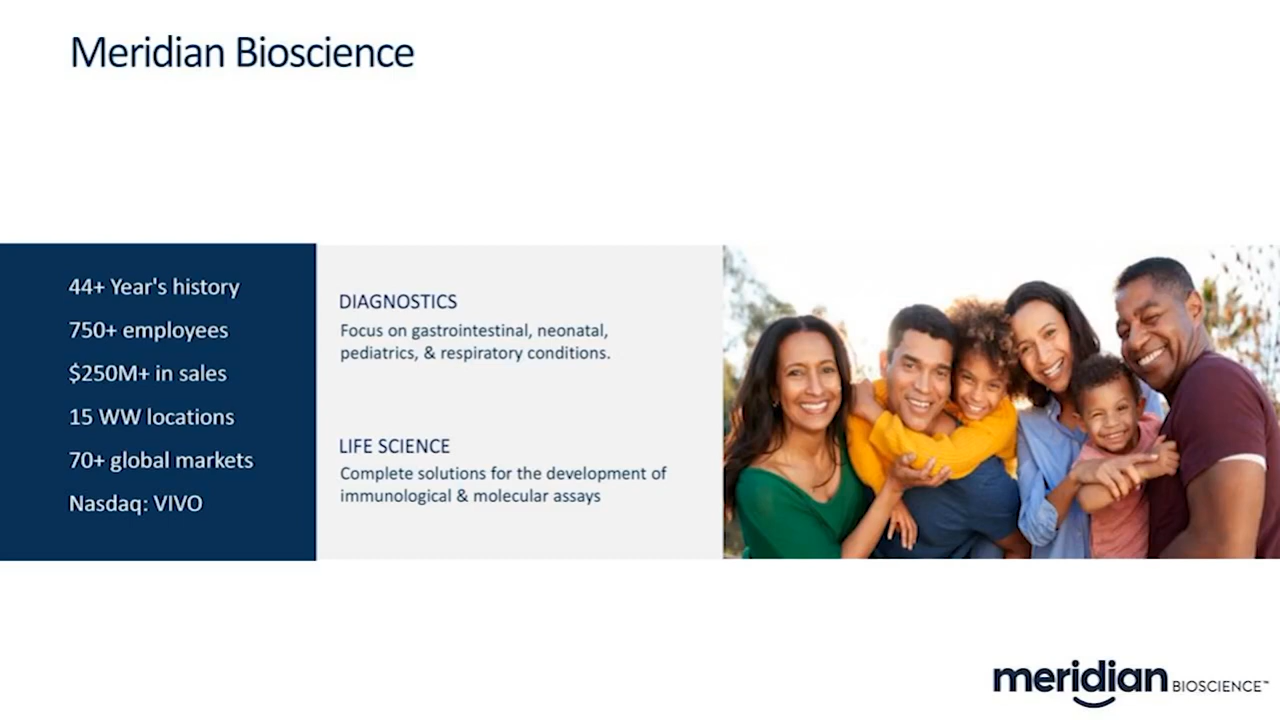 Meridian Bioscience
44+ Year's history
750+ employees
$250M+ in sales
15 WW locations
70+ global markets
Nasdaq: VIVO
DIAGNOSTICS
Focus on gastrointestinal, neonatal,
pediatrics, & respiratory conditions.
LIFE SCIENCE
Complete solutions for the development of
immunological & molecular assays
meridian BIOSCIENCE™